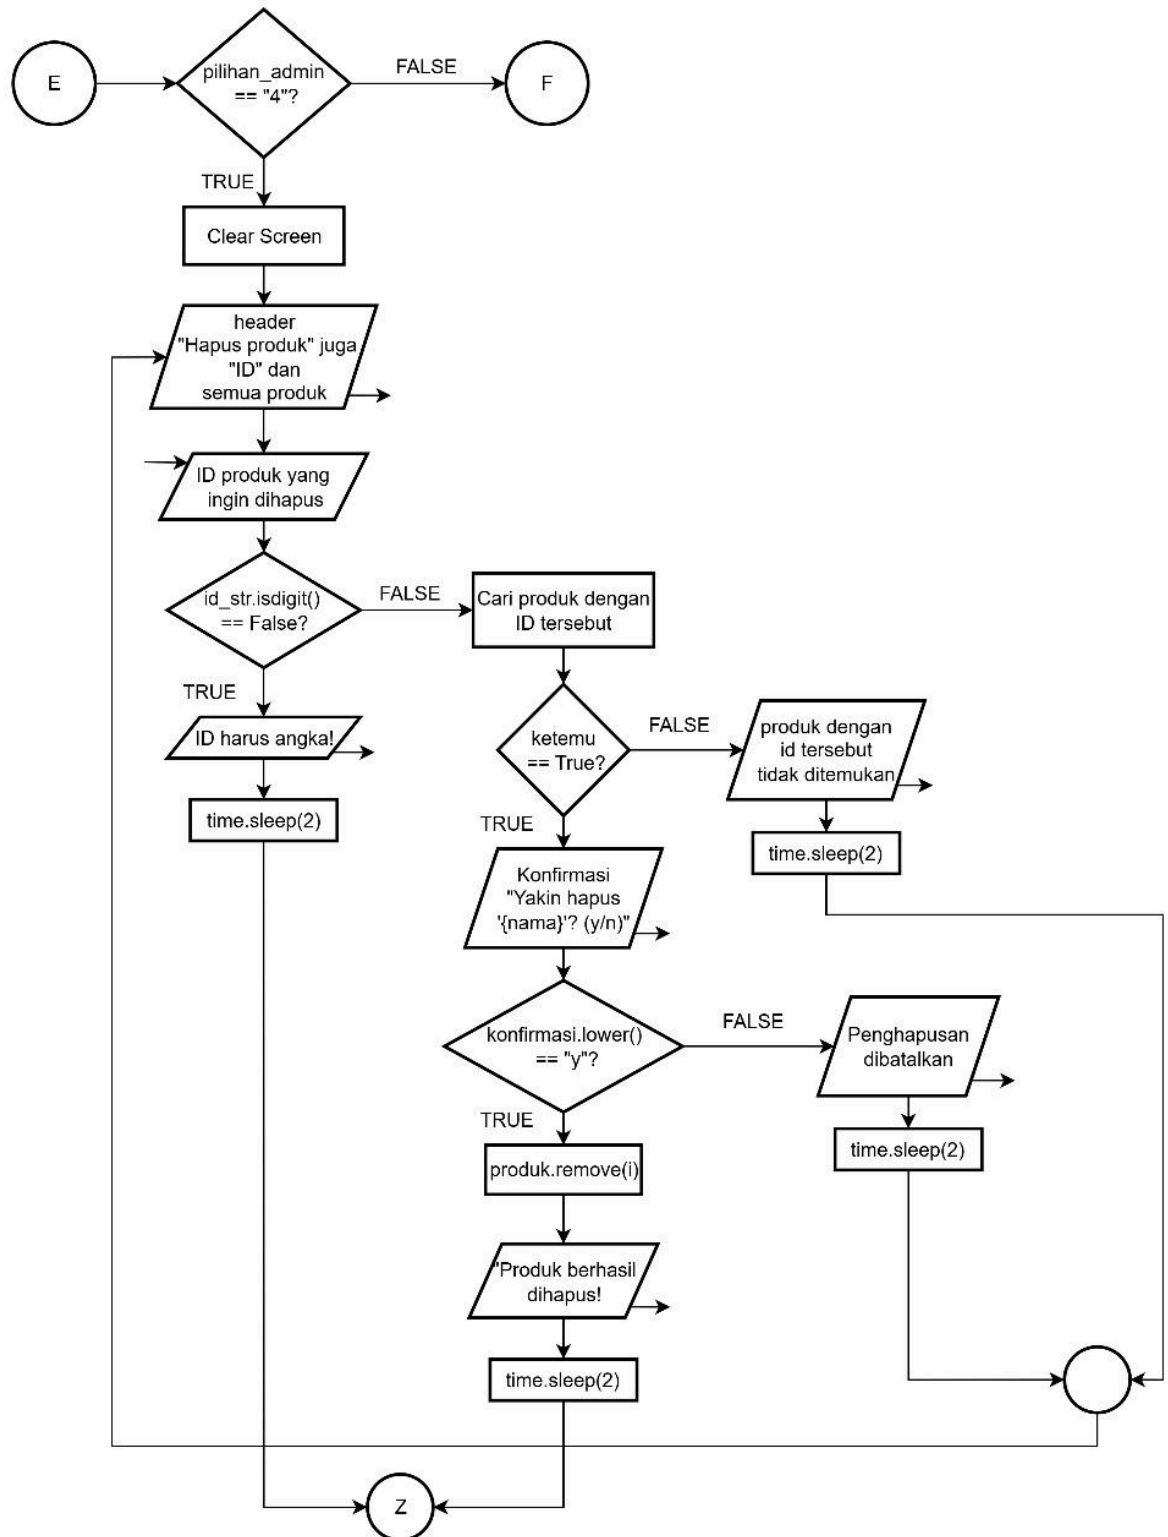 E
pilihan_admin
== "4"?
FALSE
F
TRUE
Clear Screen
header
"Hapus produk" juga
"ID" dan
semua produk
ID produk yang
ingin dihapus
id_str.isdigit()
== False?
FALSE
Cari produk dengan
ID tersebut
TRUE
ID harus angka!
time.sleep(2)
ketemu
== True?
FALSE
produk dengan
id tersebut
tidak ditemukan
time.sleep(2)
TRUE
Konfirmasi
"Yakin hapus
'{nama}'? (y/n)"
konfirmasi.lower()
== "y"?
FALSE
Penghapusan
dibatalkan
time.sleep(2)
TRUE
produk.remove(i)
"Produk berhasil
dihapus!
time.sleep(2)
Z